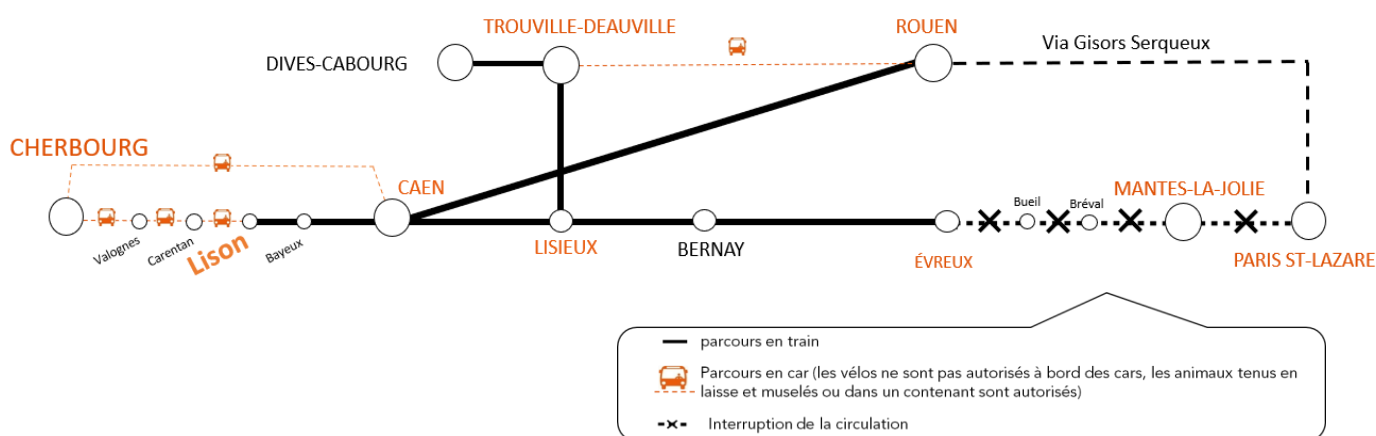 TROUVILLE-DEAUVILLE
ROUEN
DIVES-CABOURG
Via Gisors Serqueux
CHERBOURG
CAEN
MANTES-LA-JOLIE
Bueil
Bréval
Valognes
Carentan
Lison
Bayeux
LISIEUX
BERNAY
ÉVREUX
PARIS ST-LAZARE
parcours en train
Parcours en car (les vélos ne sont pas autorisés à bord des cars, les animaux tenus en
laisse et muselés ou dans un contenant sont autorisés)
Interruption de la circulation